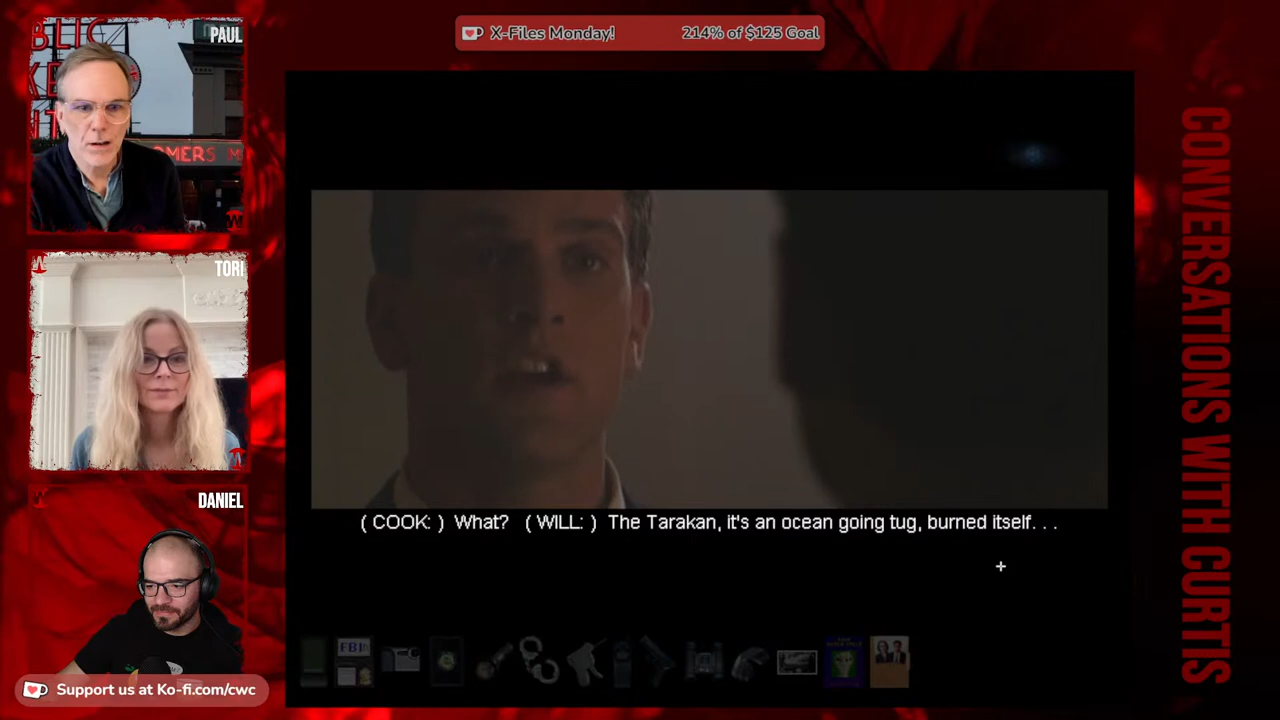 PAUL
X-Files Monday!
214% of $125 Goal
OMERS M
TORI
DANIEL
( COOK: ) What? ( WILL: ) The Tarakan, it's an ocean going tug, burned itself. . .
FBI
Support us at Ko-fi.com/cwc
CONVERSATIONS WITH CURTIS